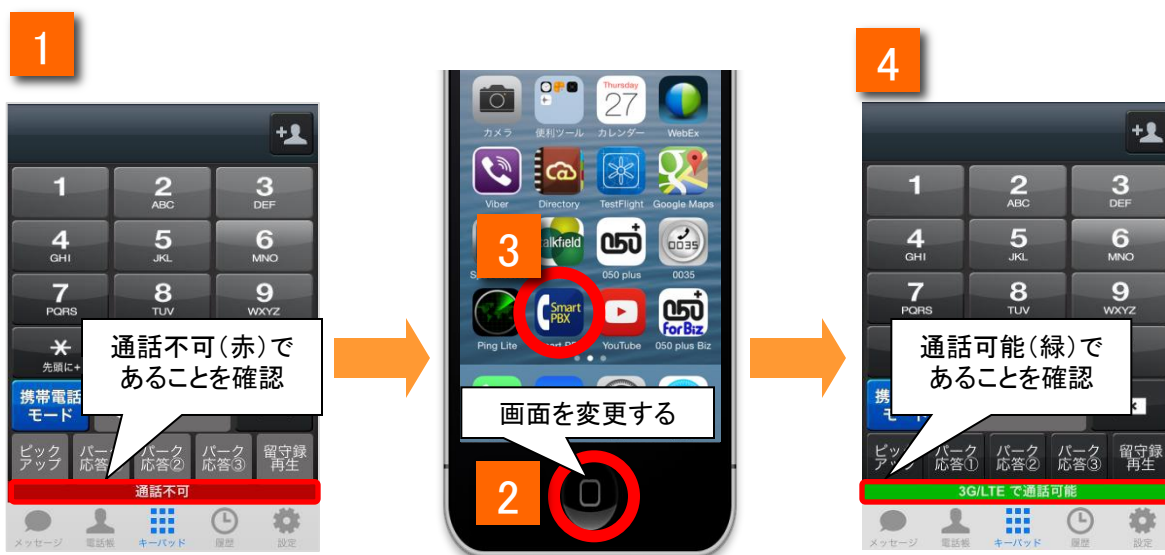 1
1
2
ABC
3
DEF
4
GHI
5
JKL
6
MNO
7
PQRS
8
TUV
9
WXYZ
先頭に+
通話不可(赤)で
あることを確認
携帯電話
モード
ピック
アップ
パーク
応答
パーク
応答②
パーク
応答③
留守録
再生
通話不可
メッセージ
電話帳
キーパッド
履歴
設定
Thursday
27
カメラ
便利ツール
カレンダー
WebEx
Viber
Directory
TestFlight
Google Maps
3
talkfield
050
050 plus
0035
0035
Smart
PBX
050
for Biz
Ping Lite
YouTube
050 plus Biz
画面を変更する
2
4
1
2
ABC
3
DEF
4
GHI
5
JKL
6
MNO
7
PQRS
8
TUV
9
WXYZ
通話可能(緑)で
あることを確認
パーク
応答①
パーク
応答②
パーク
応答③
留守録
再生
3G/LTE で通話可能
メッセージ
電話帳
キーパッド
履歴
設定